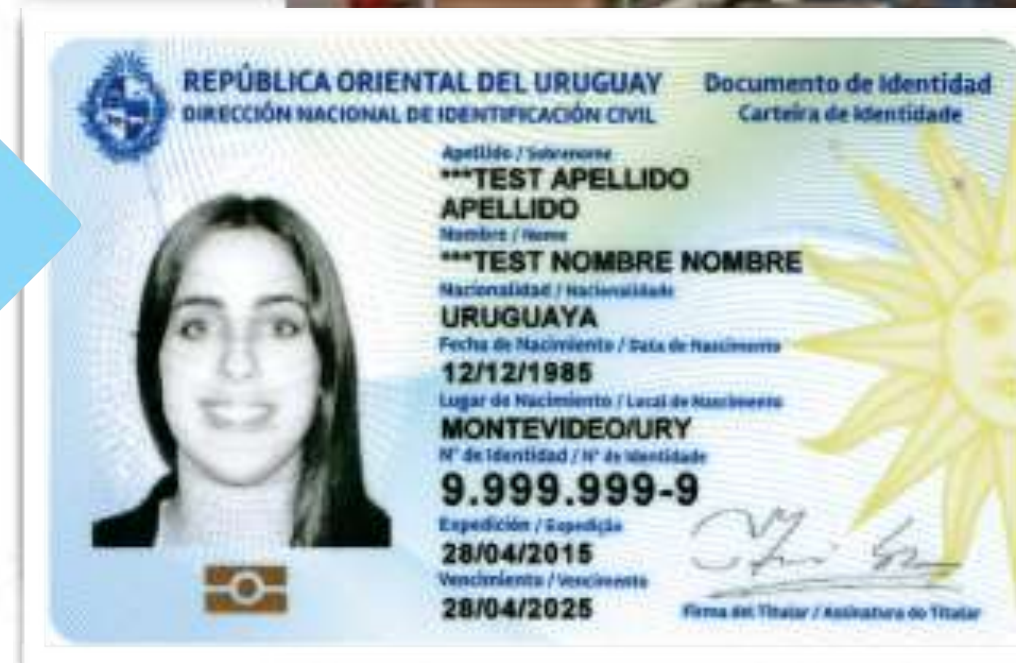 REPÚBLICA ORIENTAL DEL URUGUAY
DIRECCIÓN NACIONAL DE IDENTIFICACIÓN CIVIL
Documento de Identidad
Carteira de Identidade
Apellido / Sobrenome
***TEST APELLIDO
APELLIDO
Nombre / Nome
***TEST NOMBRE NOMBRE
Nacionalidad / Nacionalidade
URUGUAYA
Fecha de Nacimiento / Data de Nascimento
12/12/1985
Lugar de Nacimiento / Local de Nascimento
MONTEVIDEO/URY
N° de Identidad / N° de Identidade
9.999.999-9
Expedición / Expedição
28/04/2015
Vencimiento / Vencimento
28/04/2025
Firma del Titular / Assinatura do Titular